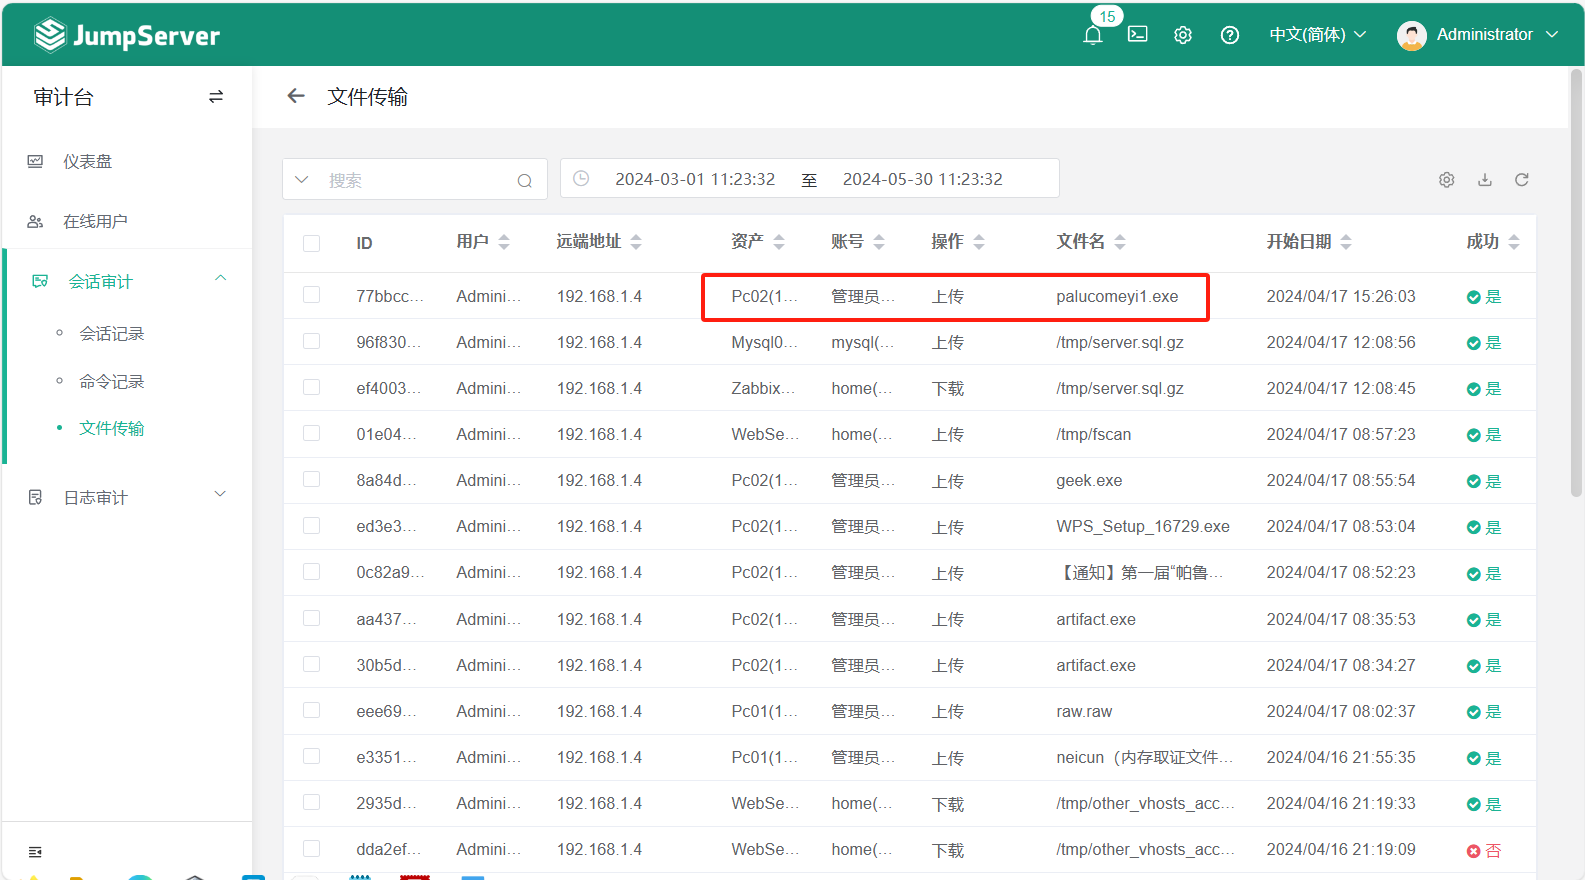 JumpServer
15
中文(简体)
Administrator
审计台
文件传输
仪表盘
在线用户
会话审计
会话记录
命令记录
文件传输
日志审计
搜索
2024-03-01 11:23:32 至 2024-05-30 11:23:32
ID 用户 远端地址 资产 账号 操作 文件名 开始日期 成功
77bbcc... Admini... 192.168.1.4 Pc02(1... 管理员... 上传 palucomeyi1.exe 2024/04/17 15:26:03 是
96f830... Admini... 192.168.1.4 Mysql0... mysql(... 上传 /tmp/server.sql.gz 2024/04/17 12:08:56 是
ef4003... Admini... 192.168.1.4 Zabbix... home(... 下载 /tmp/server.sql.gz 2024/04/17 12:08:45 是
01e04... Admini... 192.168.1.4 WebSe... home(... 上传 /tmp/fscan 2024/04/17 08:57:23 是
8a84d... Admini... 192.168.1.4 Pc02(1... 管理员... 上传 geek.exe 2024/04/17 08:55:54 是
ed3e3... Admini... 192.168.1.4 Pc02(1... 管理员... 上传 WPS_Setup_16729.exe 2024/04/17 08:53:04 是
0c82a9... Admini... 192.168.1.4 Pc02(1... 管理员... 上传 【通知】第一届“帕鲁... 2024/04/17 08:52:23 是
aa437... Admini... 192.168.1.4 Pc02(1... 管理员... 上传 artifact.exe 2024/04/17 08:35:53 是
30b5d... Admini... 192.168.1.4 Pc02(1... 管理员... 上传 artifact.exe 2024/04/17 08:34:27 是
eee69... Admini... 192.168.1.4 Pc01(1... 管理员... 上传 raw.raw 2024/04/17 08:02:37 是
e3351... Admini... 192.168.1.4 Pc01(1... 管理员... 上传 neicun（内存取证文件... 2024/04/16 21:55:35 是
2935d... Admini... 192.168.1.4 WebSe... home(... 下载 /tmp/other_vhosts_acc... 2024/04/16 21:19:33 是
dda2ef... Admini... 192.168.1.4 WebSe... home(... 下载 /tmp/other_vhosts_acc... 2024/04/16 21:19:09 否